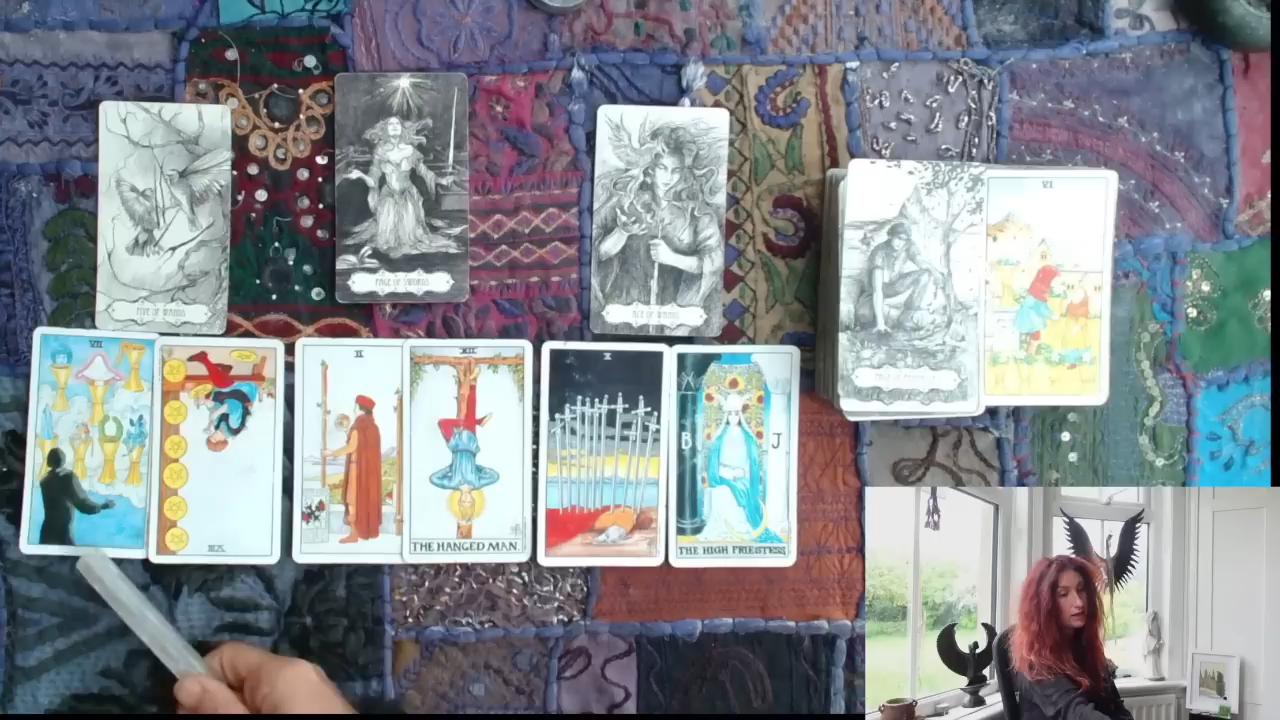 FIVE OF WANDS
PAGE OF SWORDS
ACE OF WANDS
VI
VII
VIII
II
XII
THE HANGED MAN.
X
B J
THE HIGH PRIESTESS